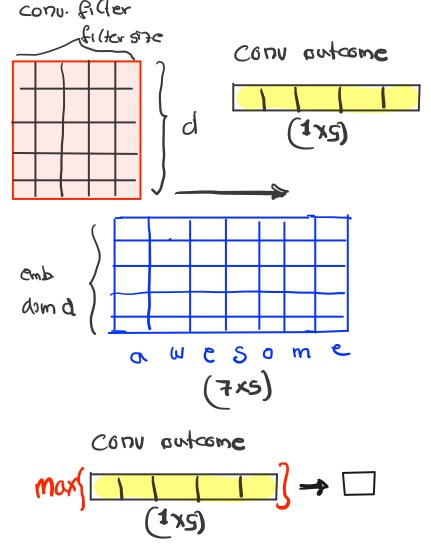 conv. filter
filter size
d
Conv outcome
(1x5)
emb
dim d
a w e s o m e
(7x5)
Conv outcome
max{ }
(1x5)